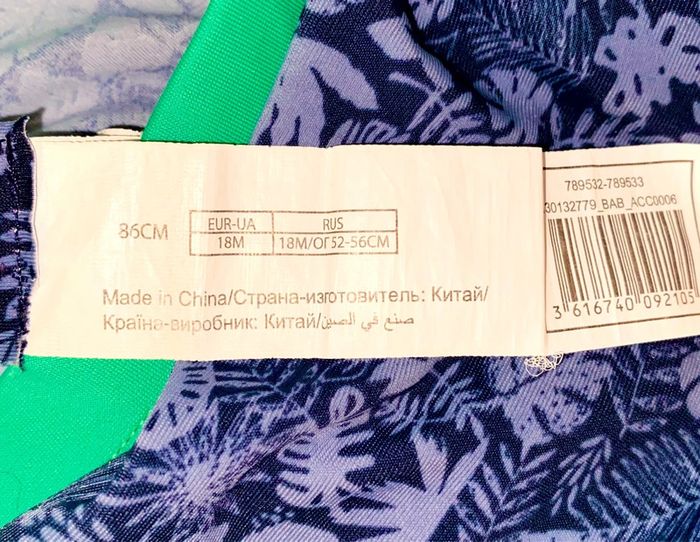 86CM
EUR-UA RUS
18M 18M/ОГ52-56CM
Made in China/Страна-изготовитель: Китай/
Країна-виробник: Китай/صنع في الصين
789532-789533
30132779_BAB_ACC0006
3 616740 092105